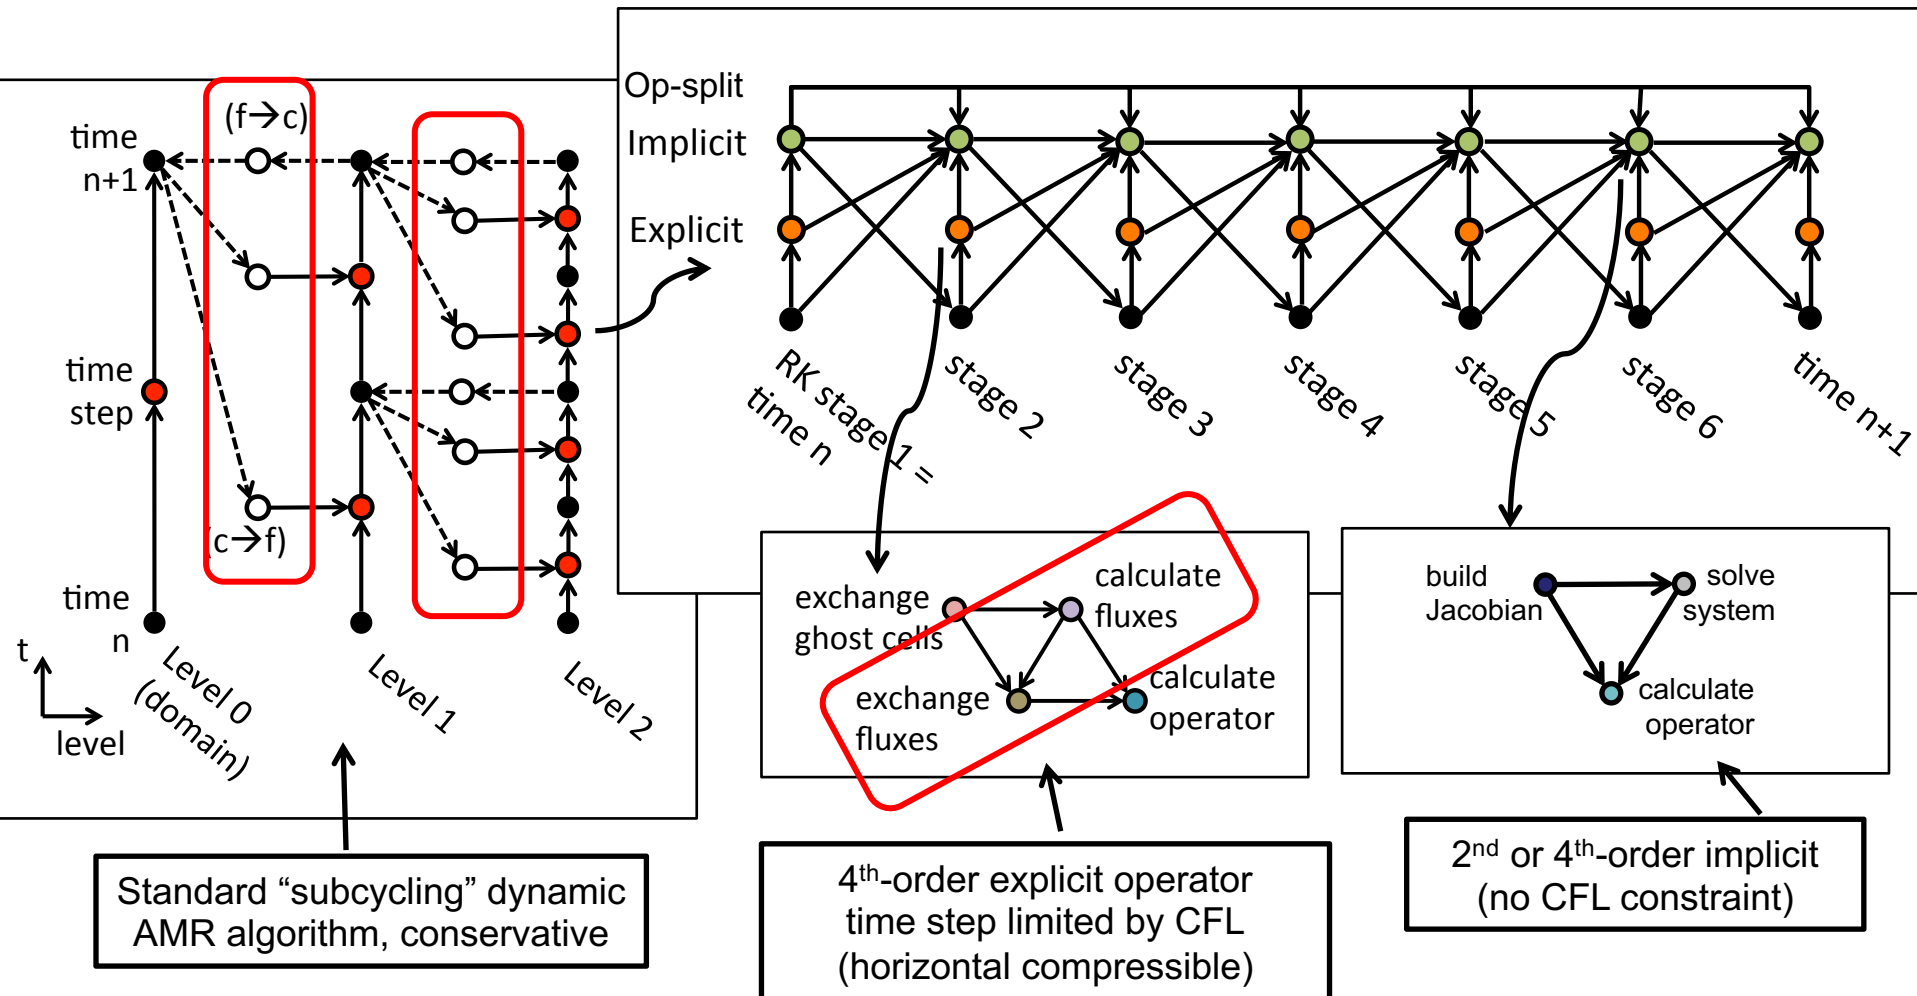 Op-split
Implicit
Explicit
(f→c)
time
n+1
time
step
(c→f)
time
n
t
level
Level 0
(domain)
Level 1
Level 2
RK stage 1 =
time n
stage 2
stage 3
stage 4
stage 5
stage 6
time n+1
exchange
ghost cells
calculate
fluxes
exchange
fluxes
calculate
operator
build
Jacobian
solve
system
calculate
operator
Standard “subcycling” dynamic
AMR algorithm, conservative
4th-order explicit operator
time step limited by CFL
(horizontal compressible)
2nd or 4th-order implicit
(no CFL constraint)